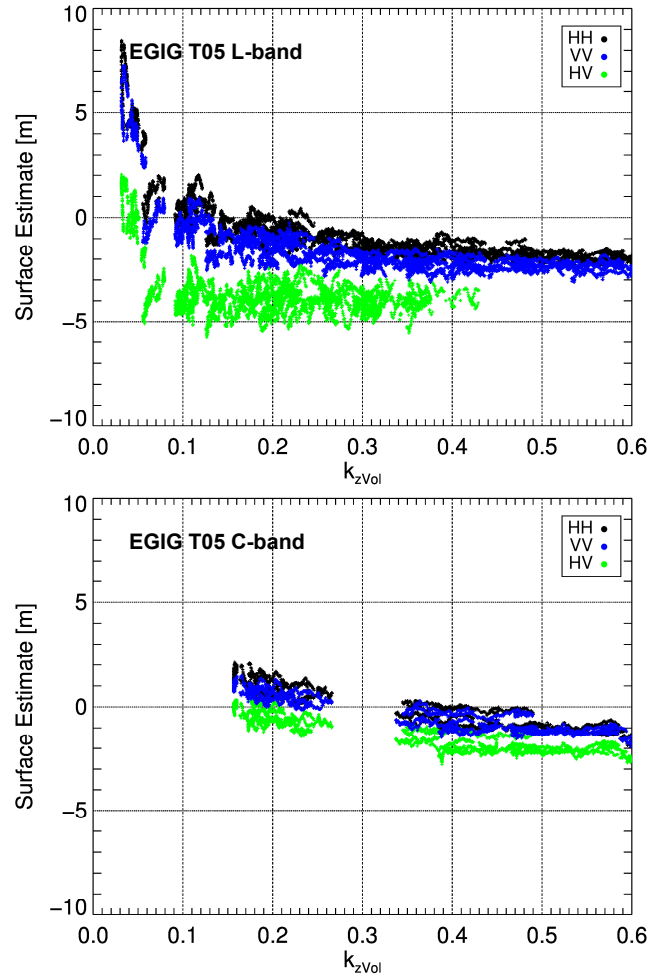 10
EGIG T05 L-band
HH
VV
HV
5
0
−5
−10
Surface Estimate [m]
0.0 0.1 0.2 0.3 0.4 0.5 0.6
kzVol
10
EGIG T05 C-band
HH
VV
HV
5
0
−5
−10
Surface Estimate [m]
0.0 0.1 0.2 0.3 0.4 0.5 0.6
kzVol